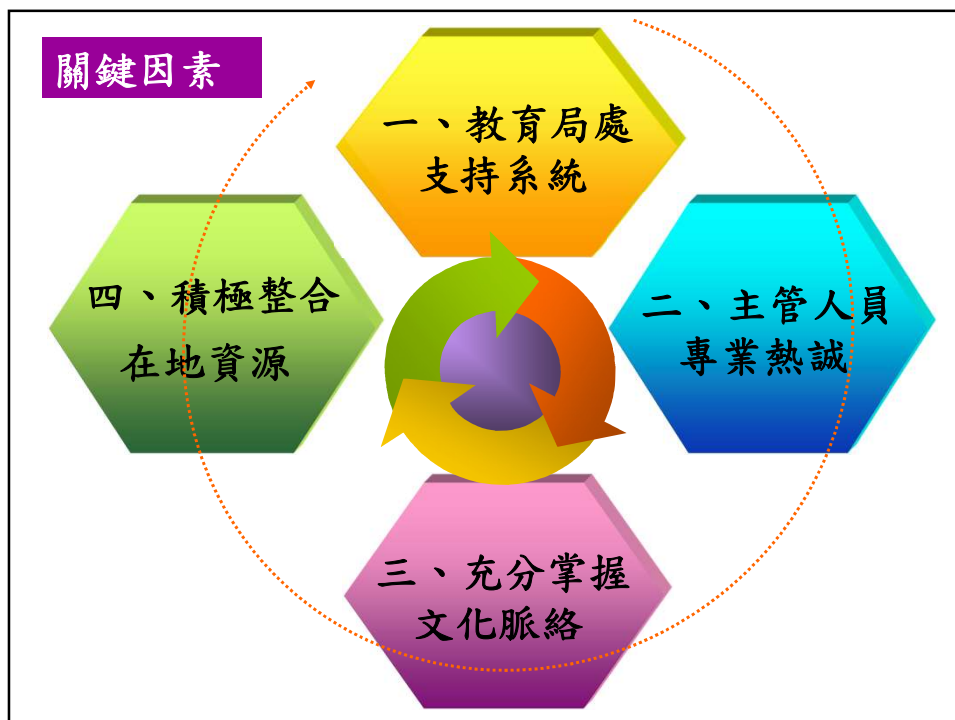 關鍵因素
一、教育局處
支持系統
二、主管人員
專業熱誠
三、充分掌握
文化脈絡
四、積極整合
在地資源